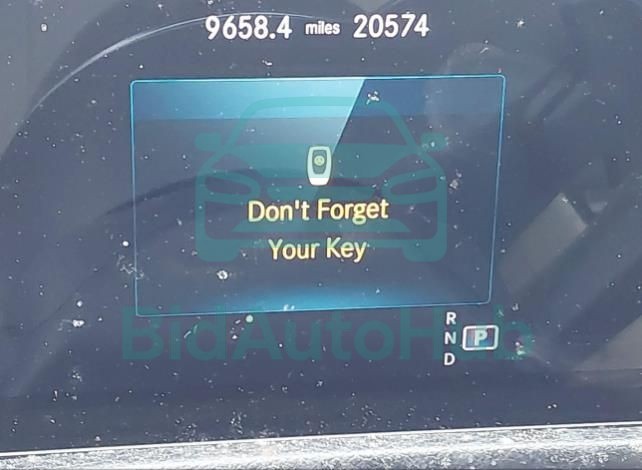 9658.4 miles 20574
Don't Forget
Your Key
BidAutoHub
R
N P
D